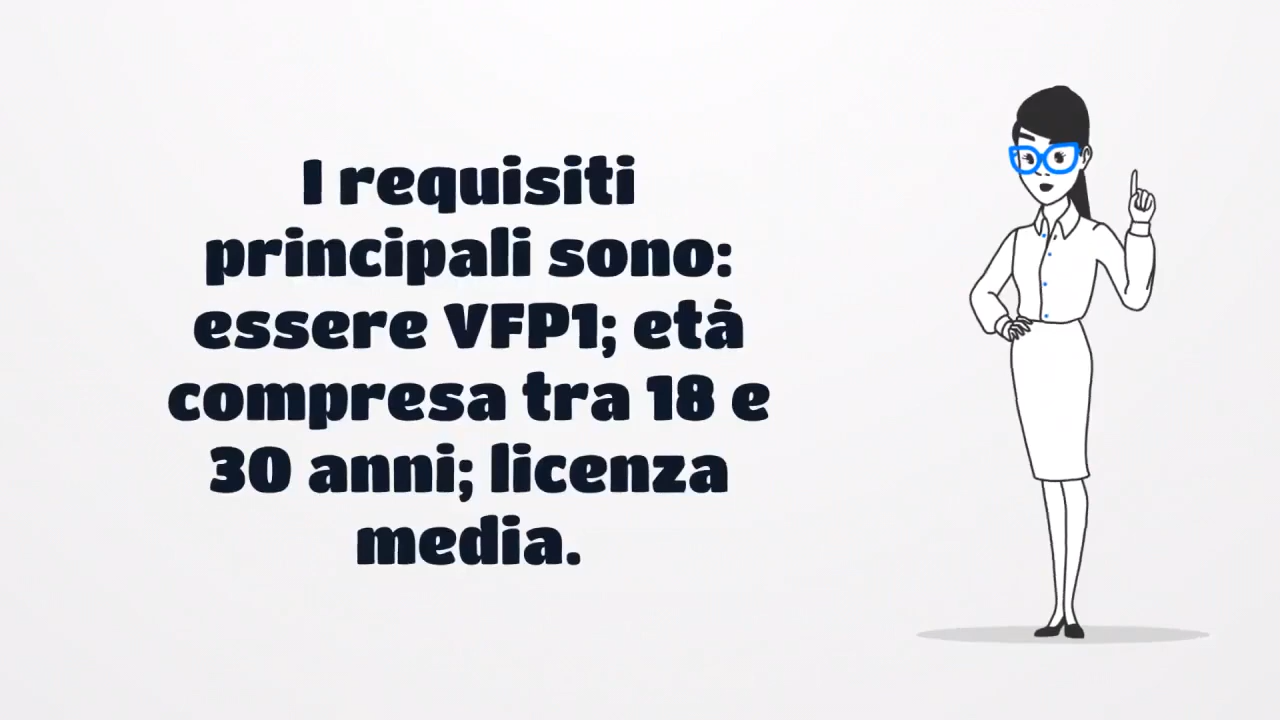 I requisiti
principali sono:
essere VFP1; età
compresa tra 18 e
30 anni; licenza
media.